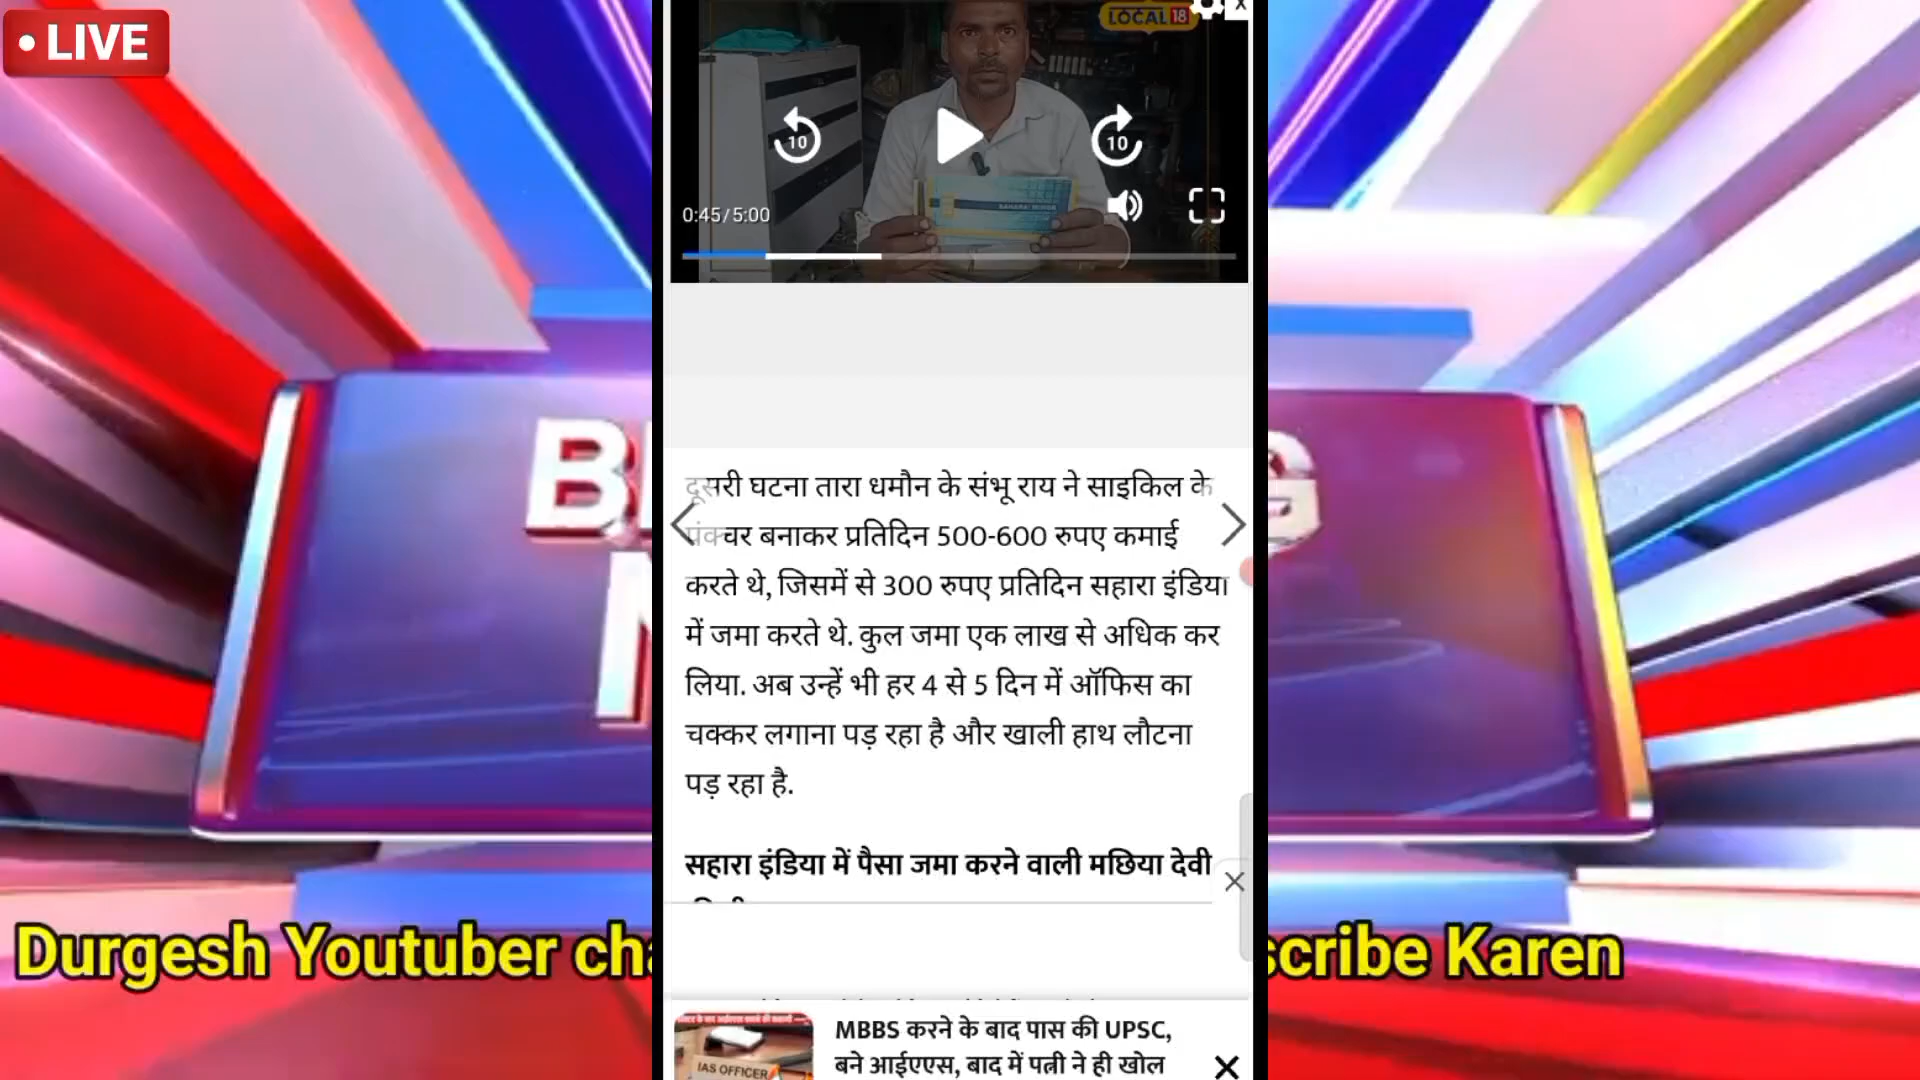 LIVE
LOCAL 18
x
10
10
SAHARA
0:45/5:00
दूसरी घटना तारा धमौन के संभू राय ने साइकिल के
पंक्चर बनाकर प्रतिदिन 500-600 रुपए कमाई
करते थे, जिसमें से 300 रुपए प्रतिदिन सहारा इंडिया
में जमा करते थे. कुल जमा एक लाख से अधिक कर
लिया. अब उन्हें भी हर 4 से 5 दिन में ऑफिस का
चक्कर लगाना पड़ रहा है और खाली हाथ लौटना
पड़ रहा है.
सहारा इंडिया में पैसा जमा करने वाली मछिया देवी
Durgesh Youtuber cha
scribe Karen
MBBS करने के बाद पास की UPSC,
बने आईएएस, बाद में पत्नी ने ही खोल
IAS OFFICER